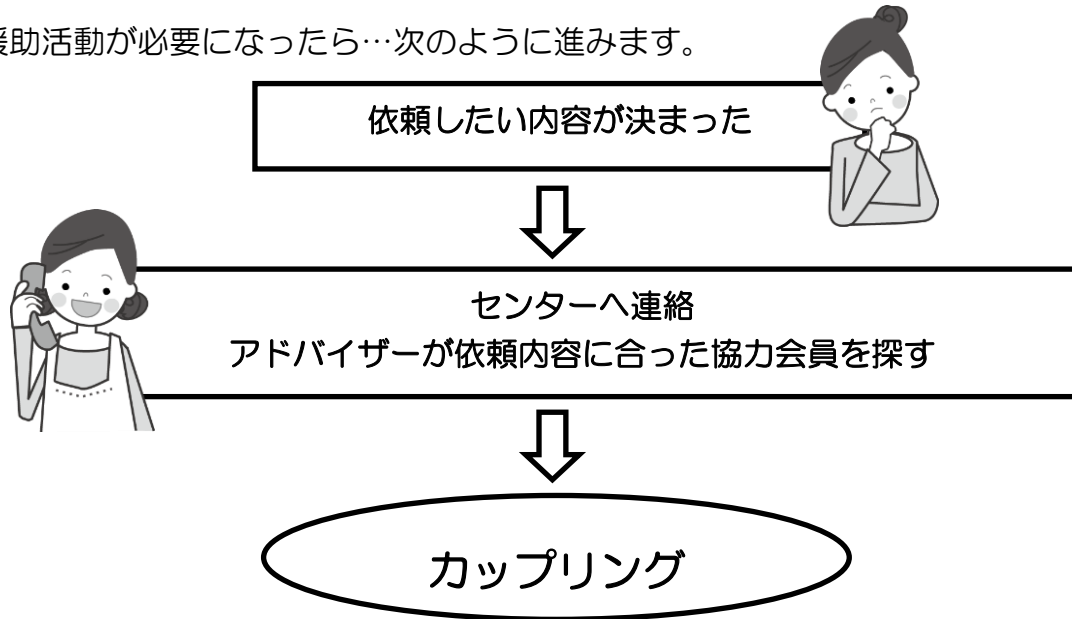 援助活動が必要になったら…次のように進みます。
依頼したい内容が決まった
センターへ連絡
アドバイザーが依頼内容に合った協力会員を探す
カップリング